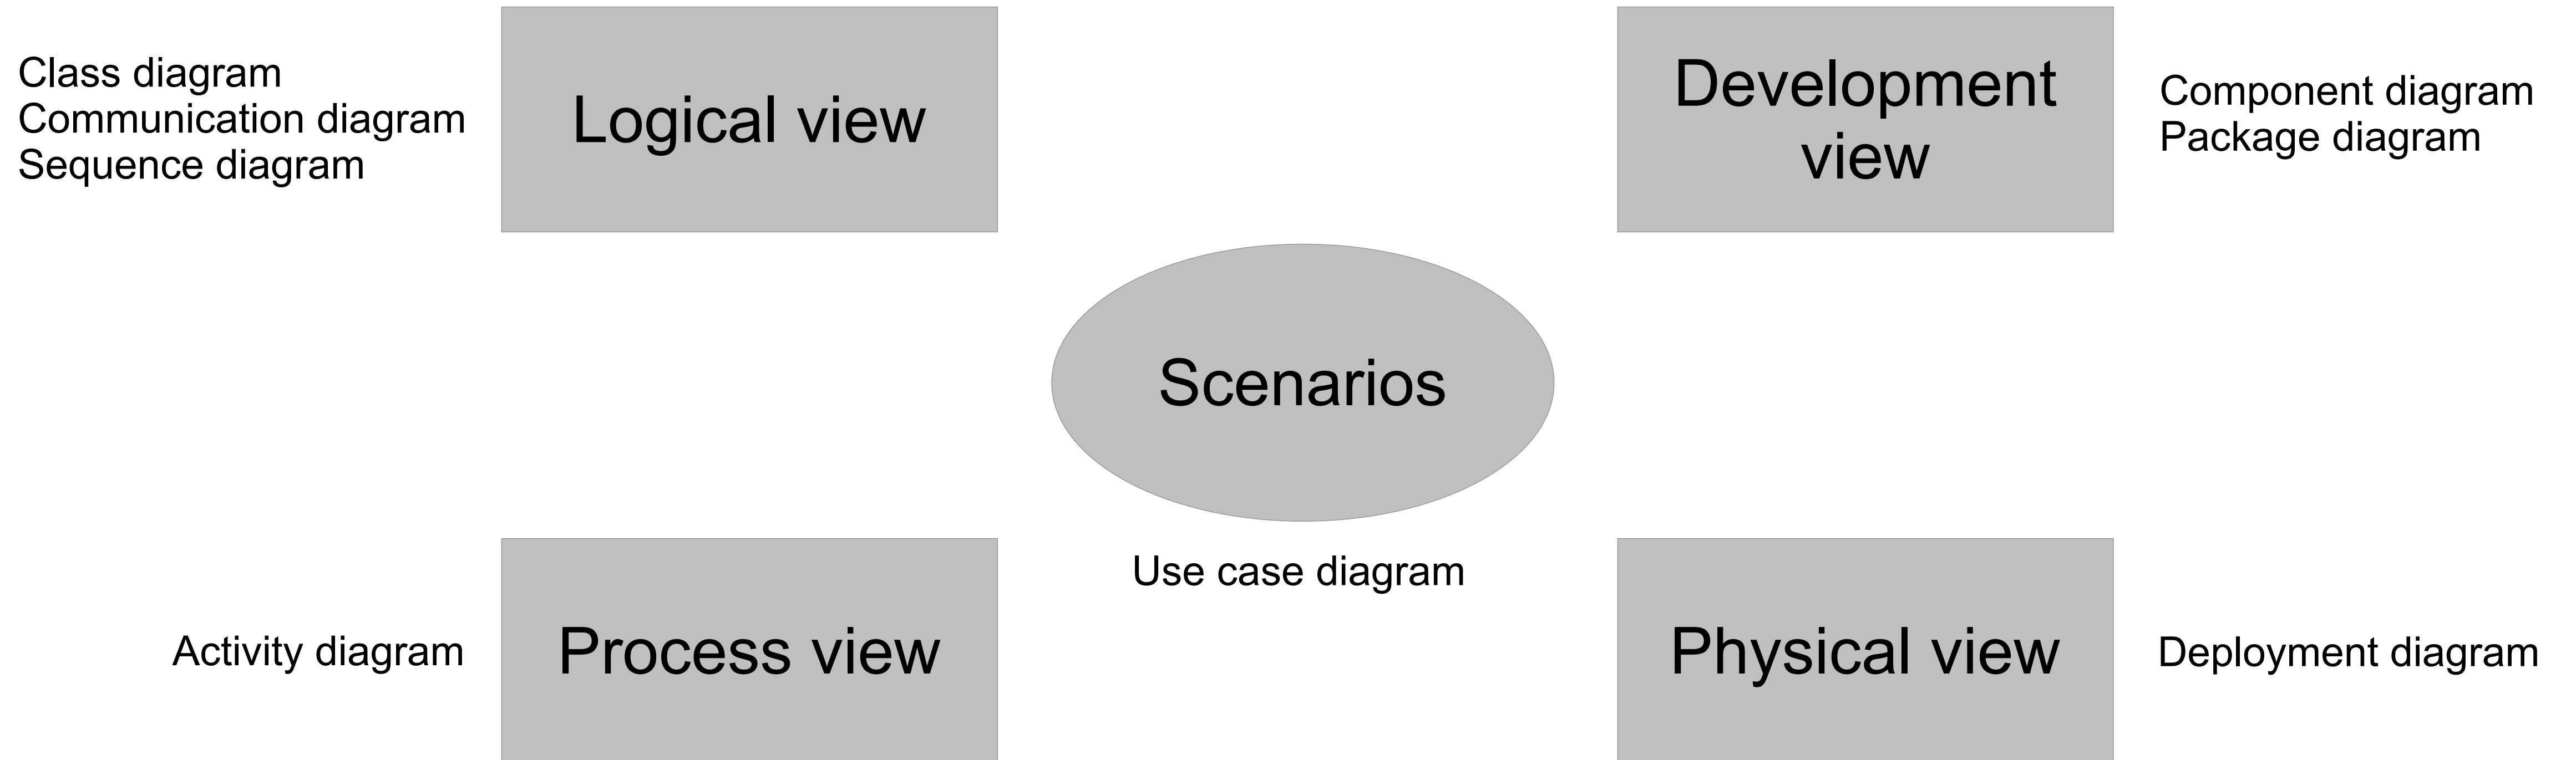 Class diagram
Communication diagram
Sequence diagram
Logical view
Development
view
Component diagram
Package diagram
Scenarios
Use case diagram
Activity diagram
Process view
Physical view
Deployment diagram